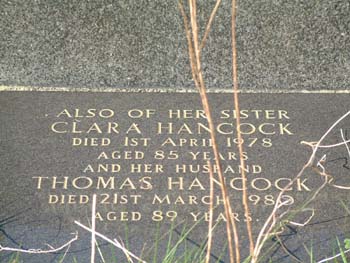 ALSO OF HER SISTER
CLARA HANCOCK
DIED 1ST APRIL 1978
AGED 85 YEARS
AND HER HUSBAND
THOMAS HANCOCK
DIED 21ST MARCH 1980
AGED 89 YEARS.